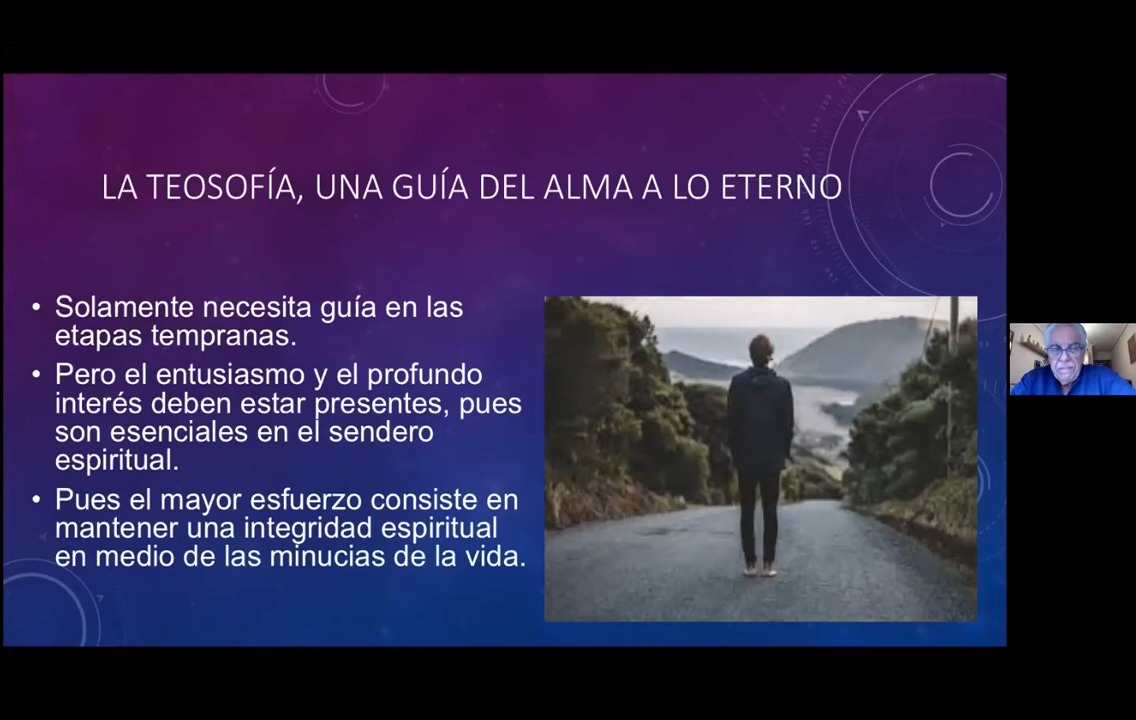 LA TEOSOFÍA, UNA GUÍA DEL ALMA A LO ETERNO
• Solamente necesita guía en las
etapas tempranas.
• Pero el entusiasmo y el profundo
interés deben estar presentes, pues
son esenciales en el sendero
espiritual.
• Pues el mayor esfuerzo consiste en
mantener una integridad espiritual
en medio de las minucias de la vida.